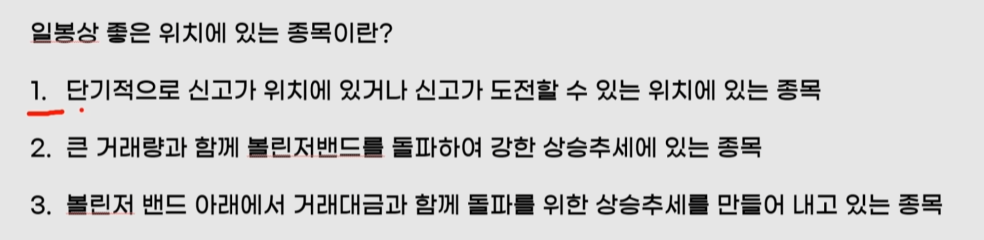 일봉상 좋은 위치에 있는 종목이란?
1. 단기적으로 신고가 위치에 있거나 신고가 도전할 수 있는 위치에 있는 종목
2. 큰 거래량과 함께 볼린저밴드를 돌파하여 강한 상승추세에 있는 종목
3. 볼린저 밴드 아래에서 거래대금과 함께 돌파를 위한 상승추세를 만들어 내고 있는 종목